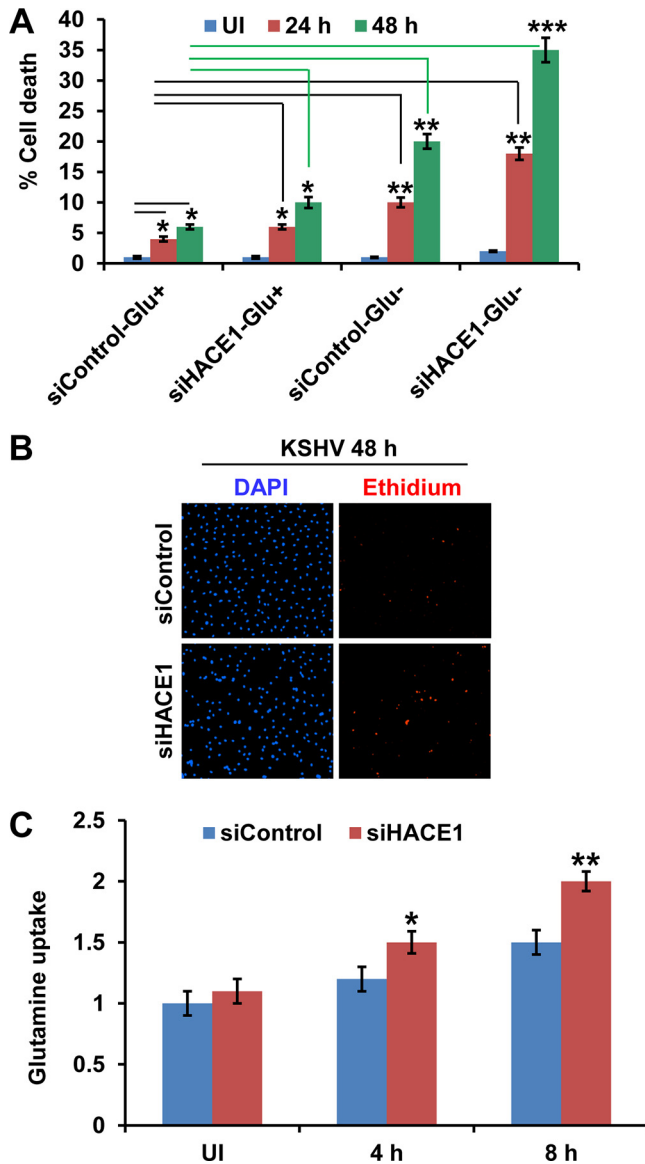 A
UI 24 h 48 h
% Cell death
40
35
30
25
20
15
10
5
0
* * * * ** ** ** ***
siControl-Glu+
siHACE1-Glu+
siControl-Glu-
siHACE1-Glu-
B
KSHV 48 h
DAPI Ethidium
siControl
siHACE1
C
siControl siHACE1
Glutamine uptake
2.5
2
1.5
1
0.5
0
* **
UI 4 h 8 h